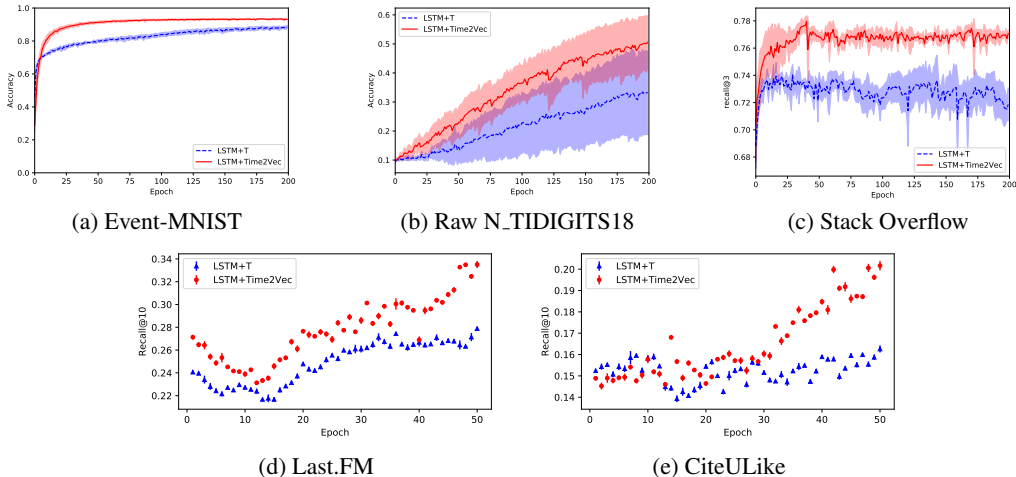 1.0
0.8
0.6
0.4
0.2
0.0
Accuracy
0 25 50 75 100 125 150 175 200
Epoch
LSTM+T
LSTM+Time2Vec
(a) Event-MNIST
0.6
0.5
0.4
0.3
0.2
0.1
Accuracy
0 25 50 75 100 125 150 175 200
Epoch
LSTM+T
LSTM+Time2Vec
(b) Raw N_TIDIGITS18
0.78
0.76
0.74
0.72
0.70
0.68
recall@3
0 25 50 75 100 125 150 175 200
Epoch
LSTM+T
LSTM+Time2Vec
(c) Stack Overflow
0.34
0.32
0.30
0.28
0.26
0.24
0.22
Recall@10
0 10 20 30 40 50
Epoch
LSTM+T
LSTM+Time2Vec
(d) Last.FM
0.20
0.19
0.18
0.17
0.16
0.15
0.14
Recall@10
0 10 20 30 40 50
Epoch
LSTM+T
LSTM+Time2Vec
(e) CiteULike